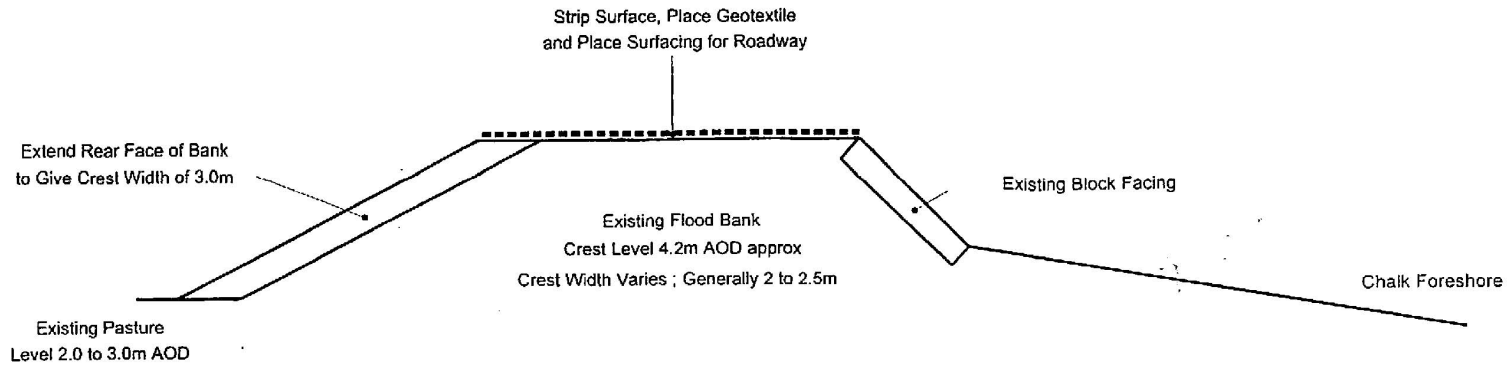 Strip Surface, Place Geotextile
and Place Surfacing for Roadway
Extend Rear Face of Bank
to Give Crest Width of 3.0m
Existing Block Facing
Existing Flood Bank
Crest Level 4.2m AOD approx
Crest Width Varies ; Generally 2 to 2.5m
Chalk Foreshore
Existing Pasture
Level 2.0 to 3.0m AOD